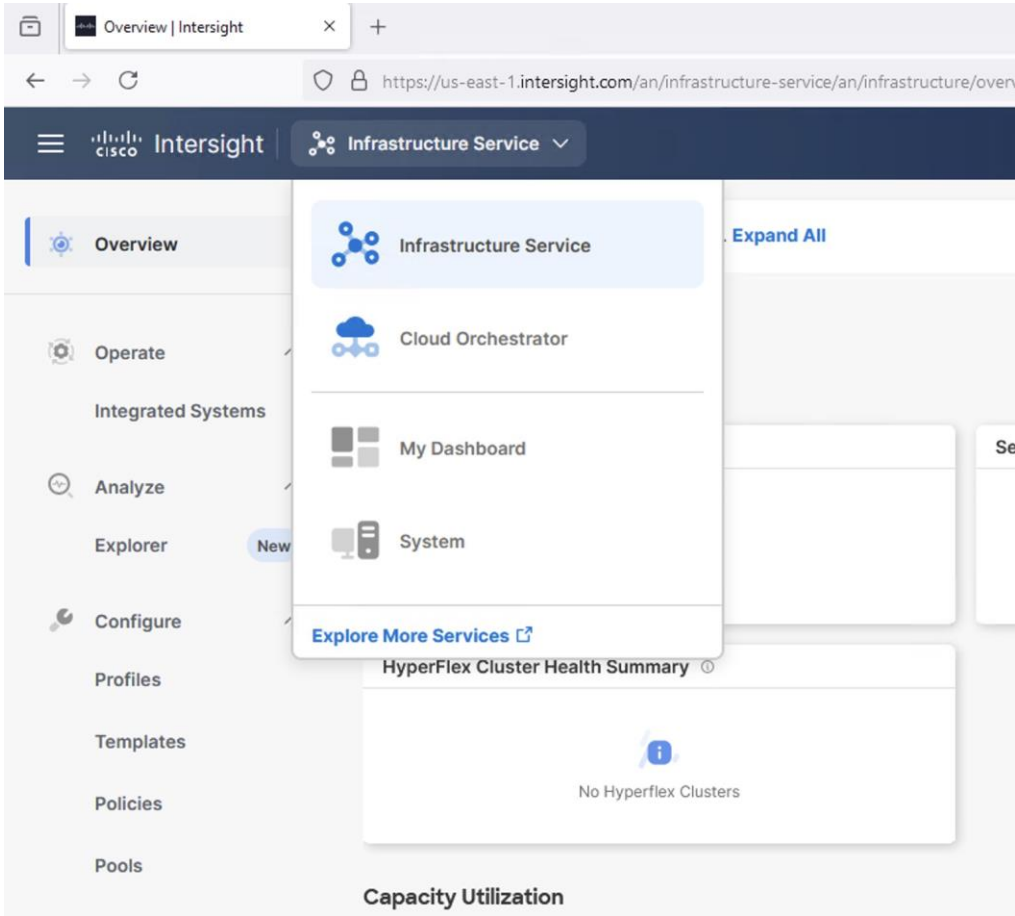 Overview | Intersight
https://us-east-1.intersight.com/an/infrastructure-service/an/infrastructure/over
cisco Intersight
Infrastructure Service
Overview
Operate
Integrated Systems
Analyze
Explorer New
Configure
Profiles
Templates
Policies
Pools
Infrastructure Service
Cloud Orchestrator
My Dashboard
System
Explore More Services
. Expand All
Se
HyperFlex Cluster Health Summary
No Hyperflex Clusters
Capacity Utilization